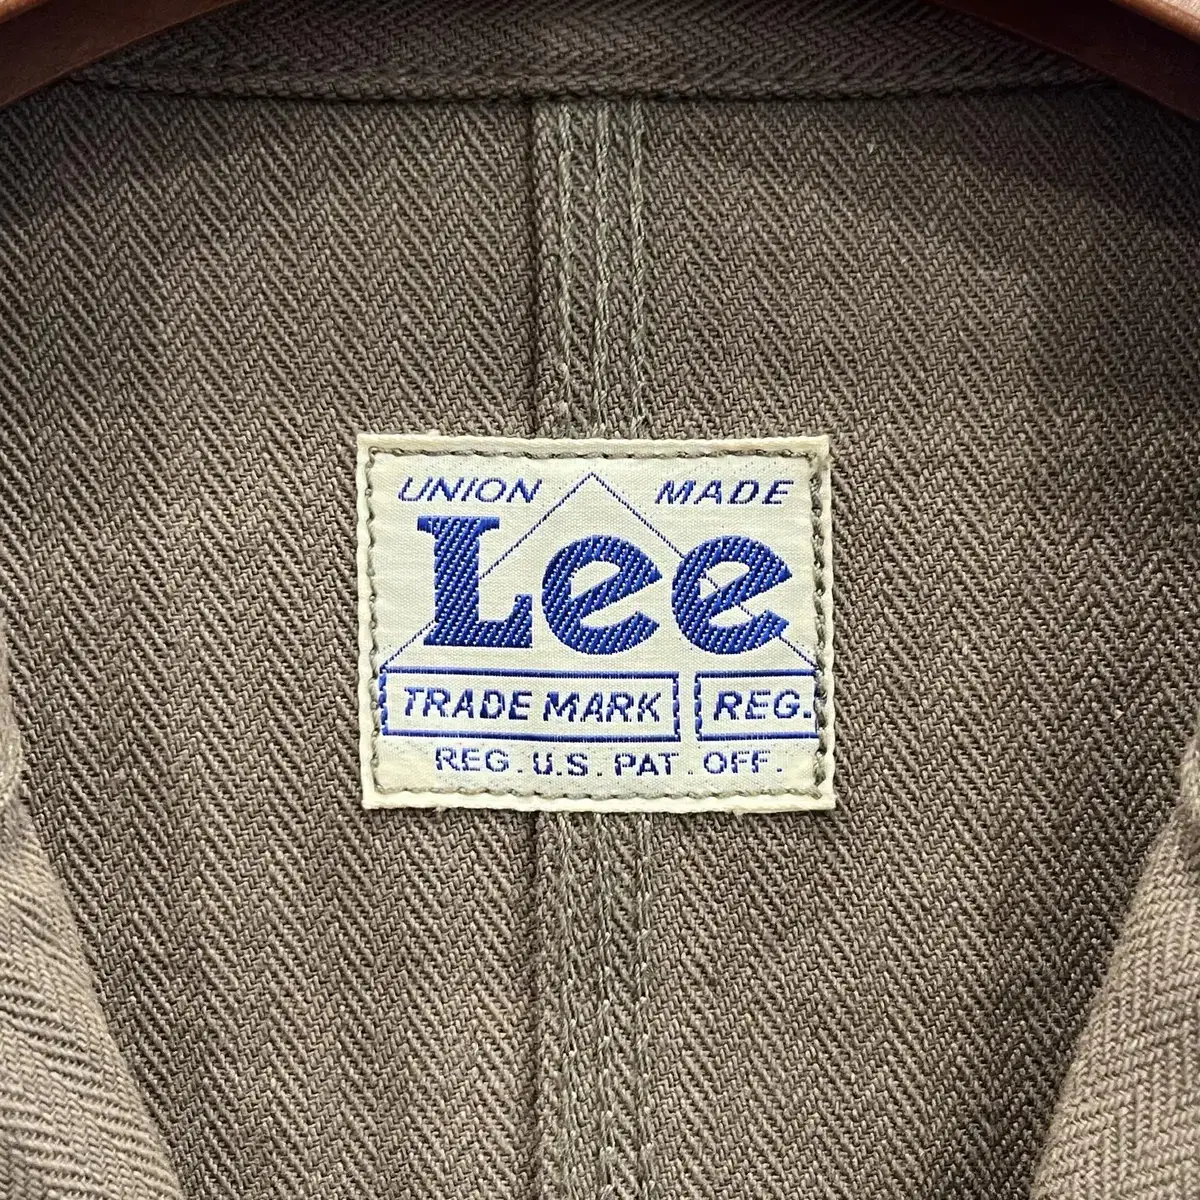 UNION MADE
Lee
TRADE MARK REG.
REG. U.S. PAT. OFF.